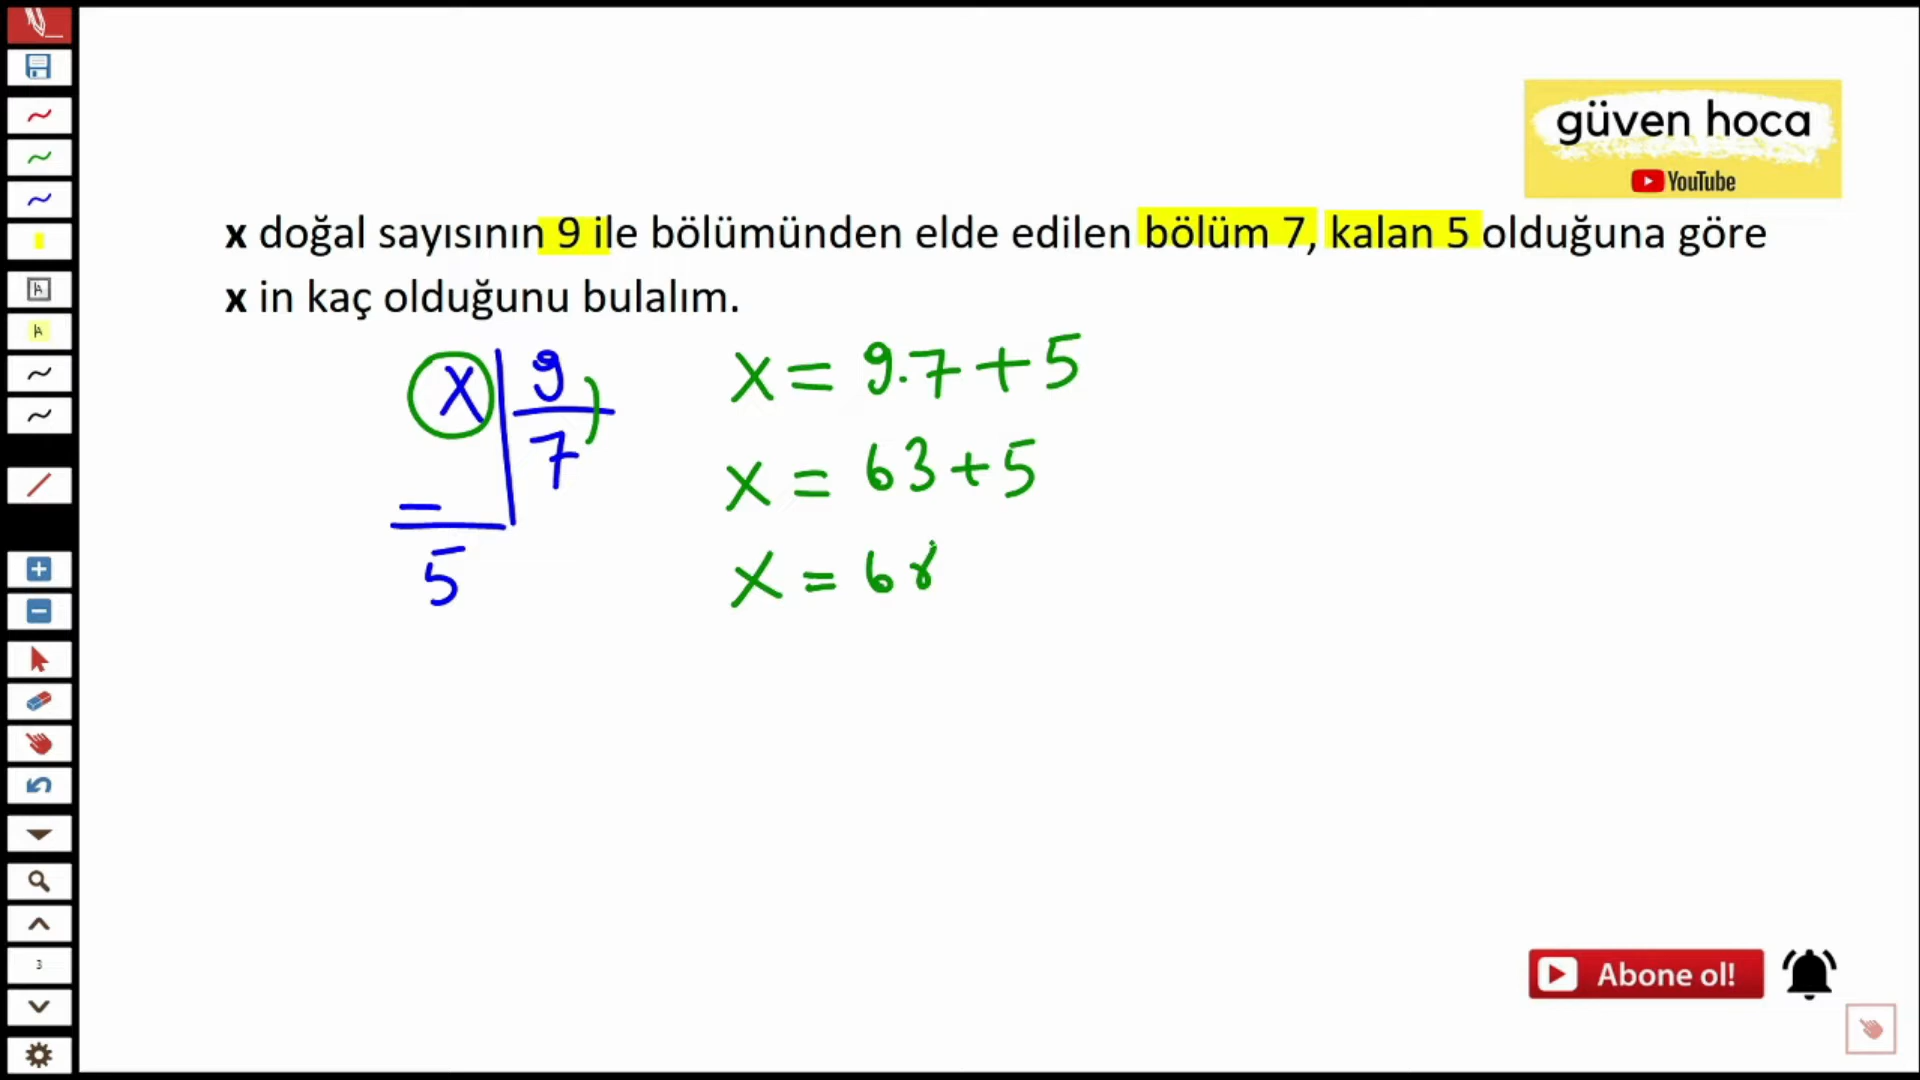 güven hoca
YouTube
x doğal sayısının 9 ile bölümünden elde edilen bölüm 7, kalan 5 olduğuna göre
x in kaç olduğunu bulalım.
x 9
7
5
x = 9.7+5
x = 63+5
x = 68
3
Abone ol!